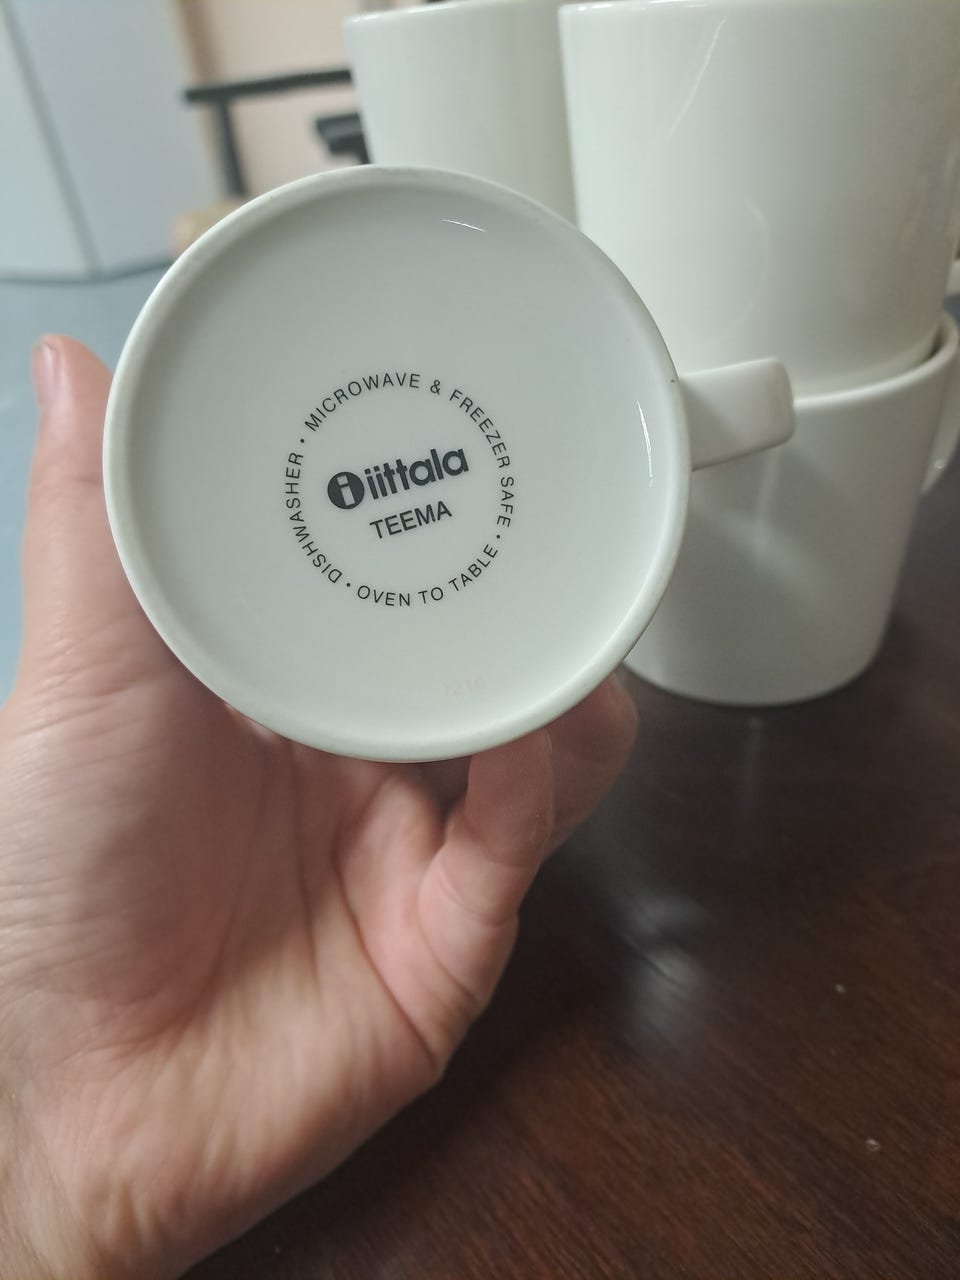 MICROWAVE & FREEZER SAFE • OVEN TO TABLE • DISHWASHER •
iittala
TEEMA